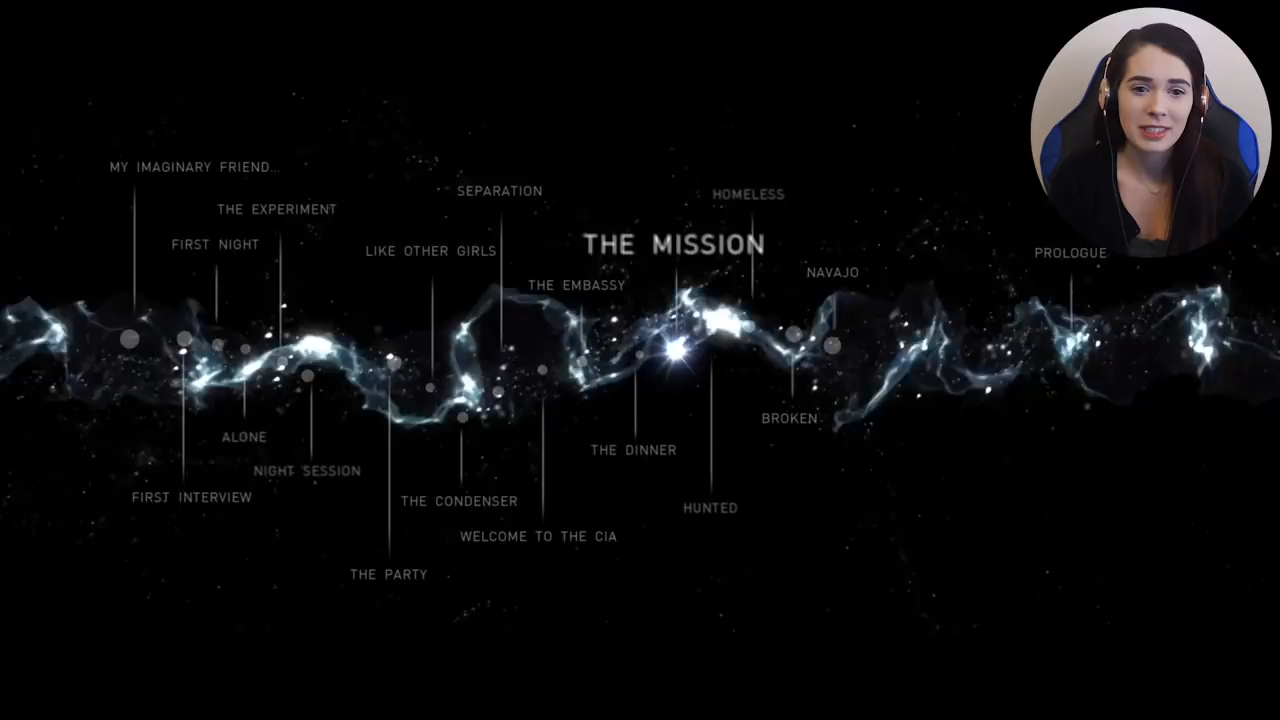 MY IMAGINARY FRIEND...
SEPARATION
HOMELESS
THE EXPERIMENT
FIRST NIGHT
THE MISSION
LIKE OTHER GIRLS
PROLOGUE
NAVAJO
THE EMBASSY
BROKEN
ALONE
THE DINNER
NIGHT SESSION
FIRST INTERVIEW
THE CONDENSER
HUNTED
WELCOME TO THE CIA
THE PARTY